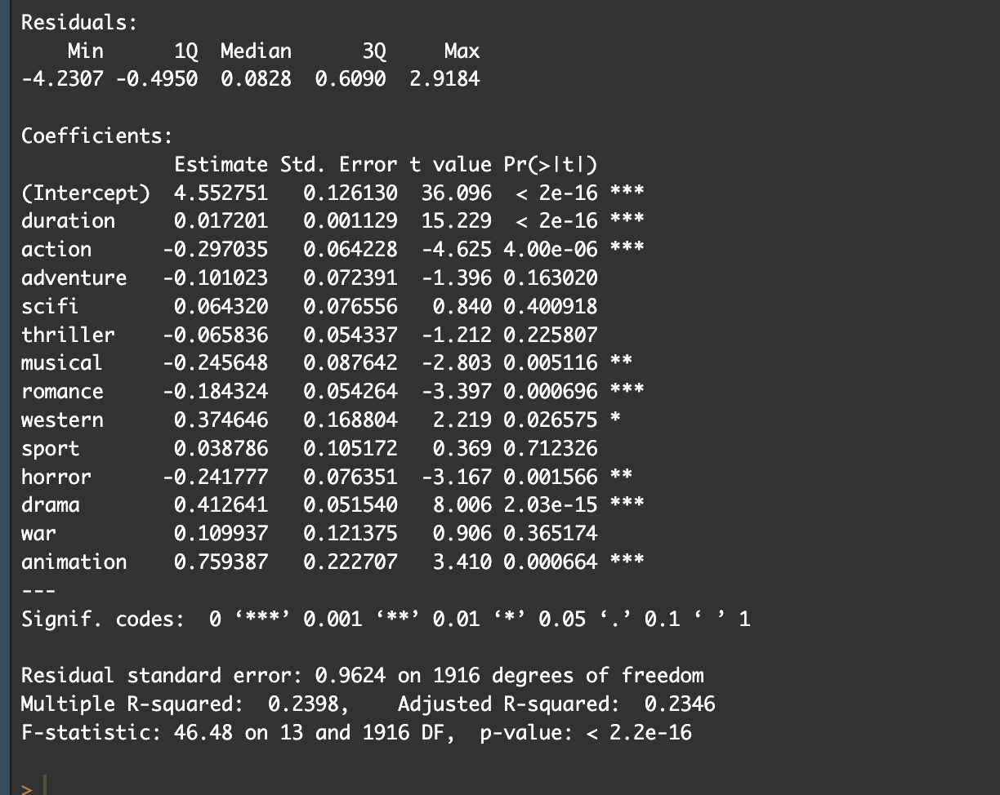 Residuals:
    Min      1Q  Median      3Q     Max
-4.2307 -0.4950  0.0828  0.6090  2.9184
Coefficients:
             Estimate Std. Error t value Pr(>|t|)
(Intercept)  4.552751   0.126130  36.096  < 2e-16 ***
duration     0.017201   0.001129  15.229  < 2e-16 ***
action      -0.297035   0.064228  -4.625 4.00e-06 ***
adventure   -0.101023   0.072391  -1.396 0.163020
scifi        0.064320   0.076556   0.840 0.400918
thriller    -0.065836   0.054337  -1.212 0.225807
musical     -0.245648   0.087642  -2.803 0.005116 **
romance     -0.184324   0.054264  -3.397 0.000696 ***
western      0.374646   0.168804   2.219 0.026575 *
sport        0.038786   0.105172   0.369 0.712326
horror      -0.241777   0.076351  -3.167 0.001566 **
drama        0.412641   0.051540   8.006 2.03e-15 ***
war          0.109937   0.121375   0.906 0.365174
animation    0.759387   0.222707   3.410 0.000664 ***
---
Signif. codes:  0 ‘***’ 0.001 ‘**’ 0.01 ‘*’ 0.05 ‘.’ 0.1 ‘ ’ 1
Residual standard error: 0.9624 on 1916 degrees of freedom
Multiple R-squared:  0.2398,    Adjusted R-squared:  0.2346
F-statistic: 46.48 on 13 and 1916 DF,  p-value: < 2.2e-16
>